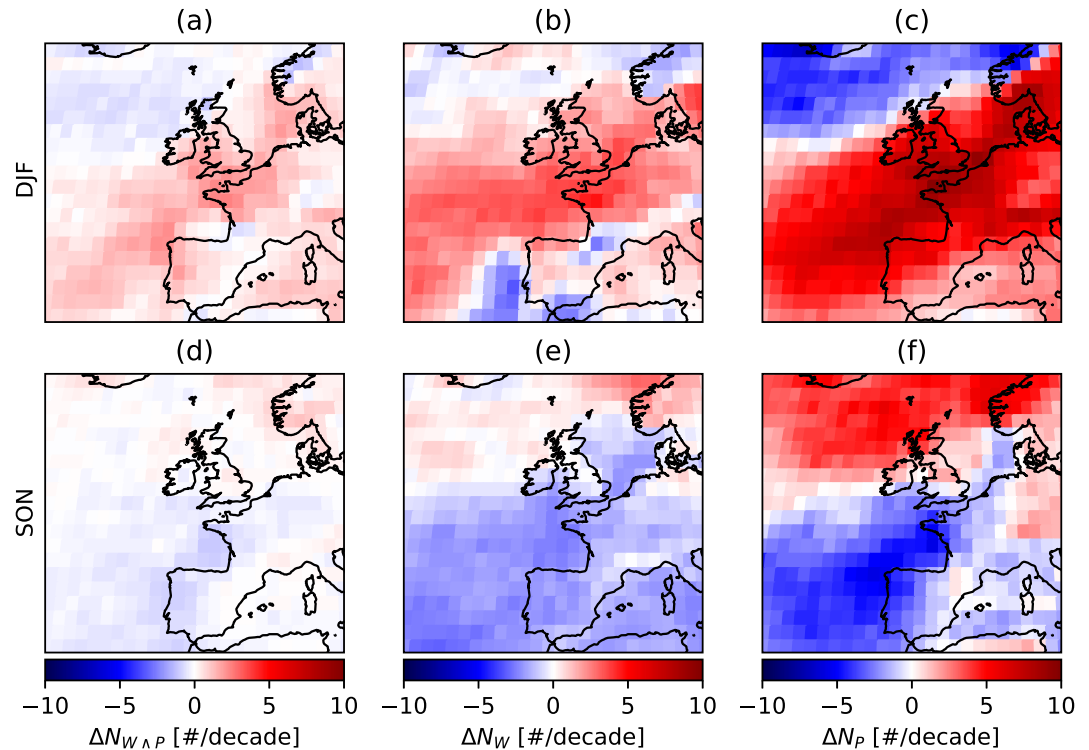 (a) (b) (c)
DJF
(d) (e) (f)
SON
−10 −5 0 5 10 −10 −5 0 5 10 −10 −5 0 5 10
ΔN_{W∧P} [#/decade] ΔN_W [#/decade] ΔN_P [#/decade]